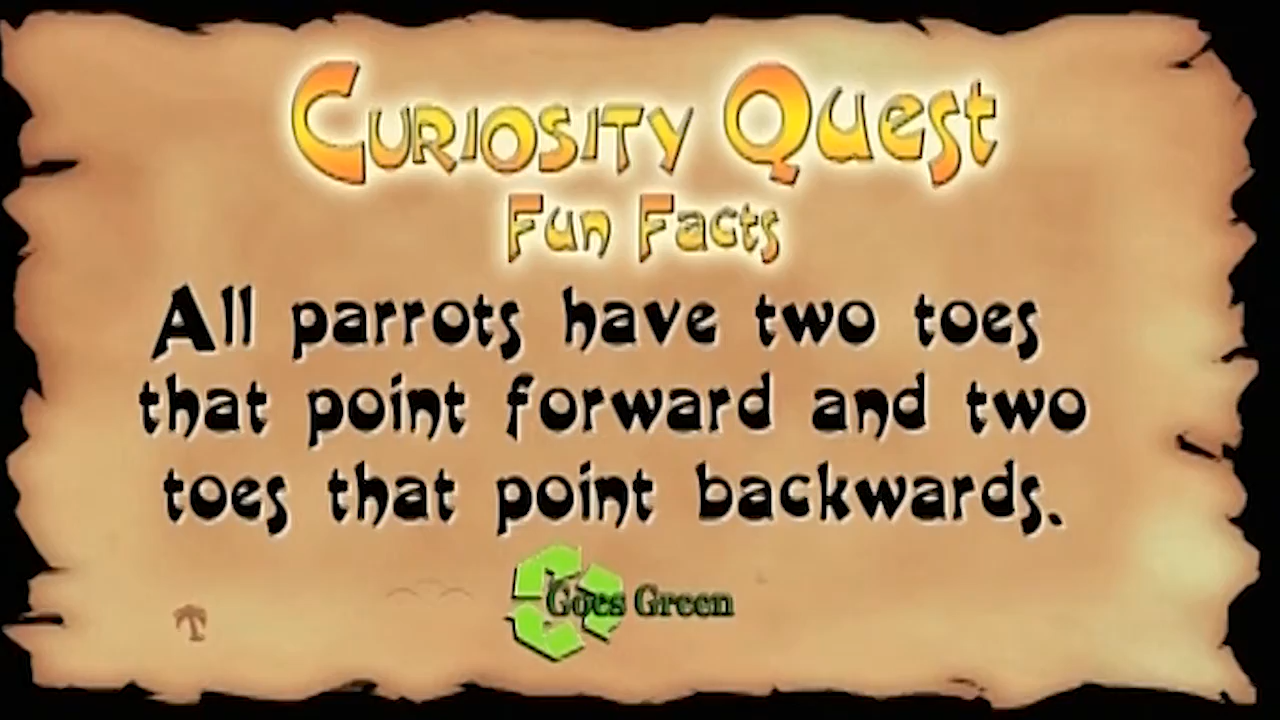 Curiosity Quest
Fun Facts
All parrots have two toes
that point forward and two
toes that point backwards.
Goes Green